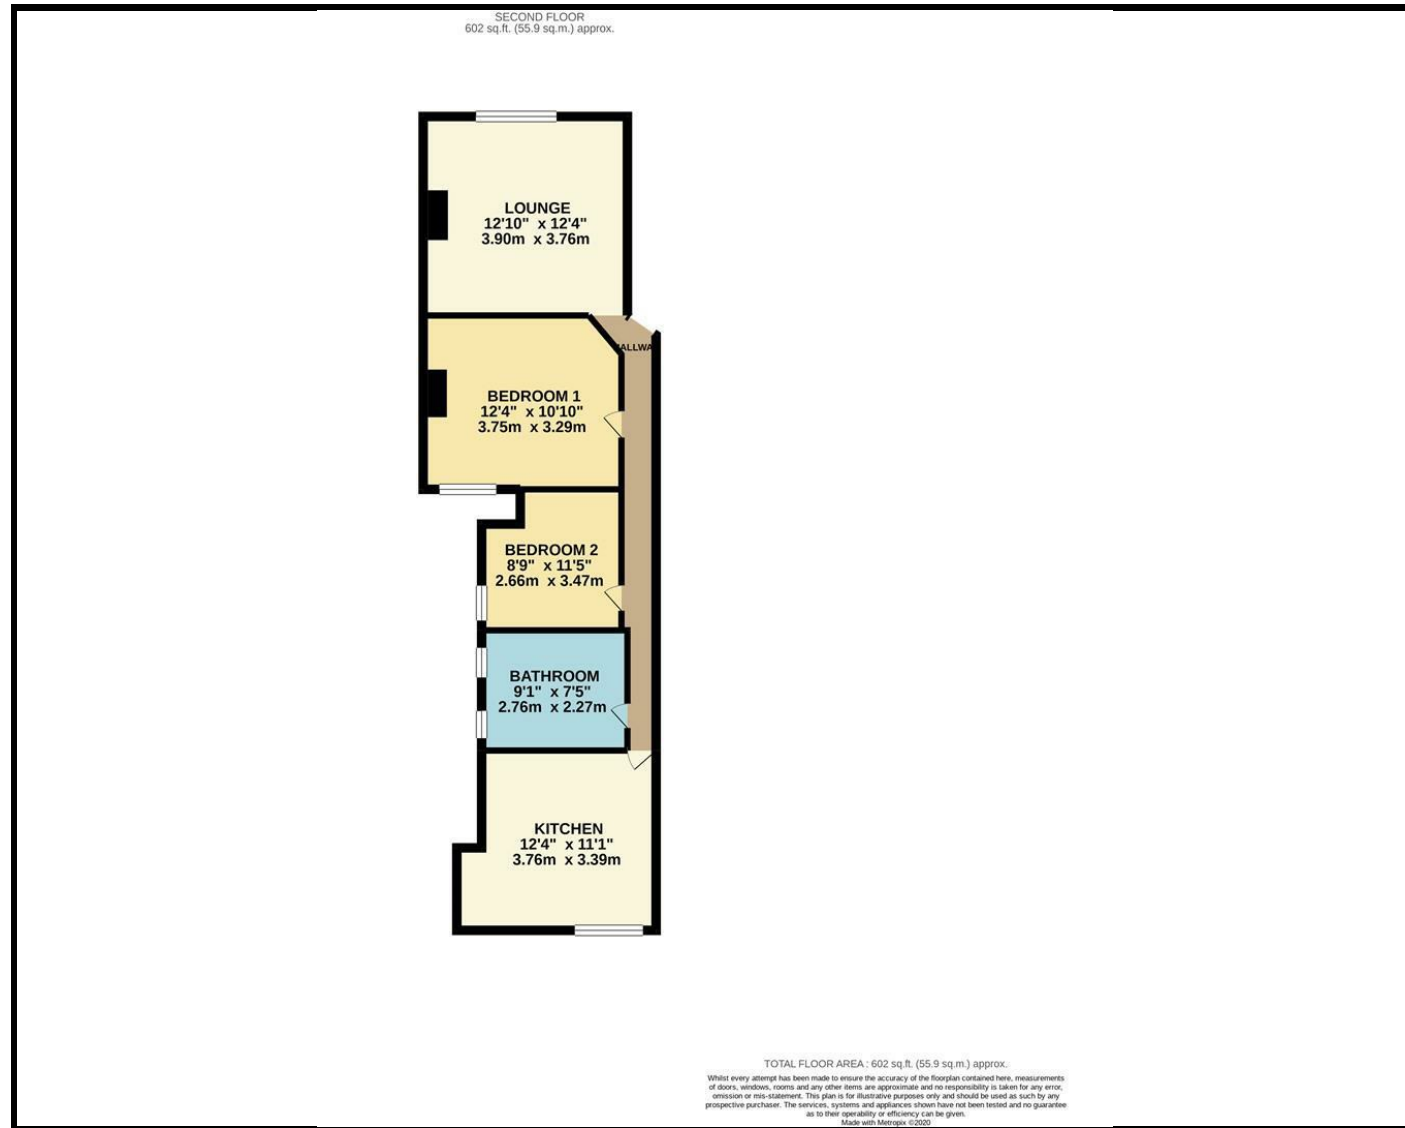 SECOND FLOOR
602 sq.ft. (55.9 sq.m.) approx.
LOUNGE
12'10" x 12'4"
3.90m x 3.76m
HALLWAY
BEDROOM 1
12'4" x 10'10"
3.75m x 3.29m
BEDROOM 2
8'9" x 11'5"
2.66m x 3.47m
BATHROOM
9'1" x 7'5"
2.76m x 2.27m
KITCHEN
12'4" x 11'1"
3.76m x 3.39m
TOTAL FLOOR AREA : 602 sq.ft. (55.9 sq.m.) approx.
Whilst every attempt has been made to ensure the accuracy of the floorplan contained here, measurements
of doors, windows, rooms and any other items are approximate and no responsibility is taken for any error,
omission or mis-statement. This plan is for illustrative purposes only and should be used as such by any
prospective purchaser. The services, systems and appliances shown have not been tested and no guarantee
as to their operability or efficiency can be given.
Made with Metropix ©2020